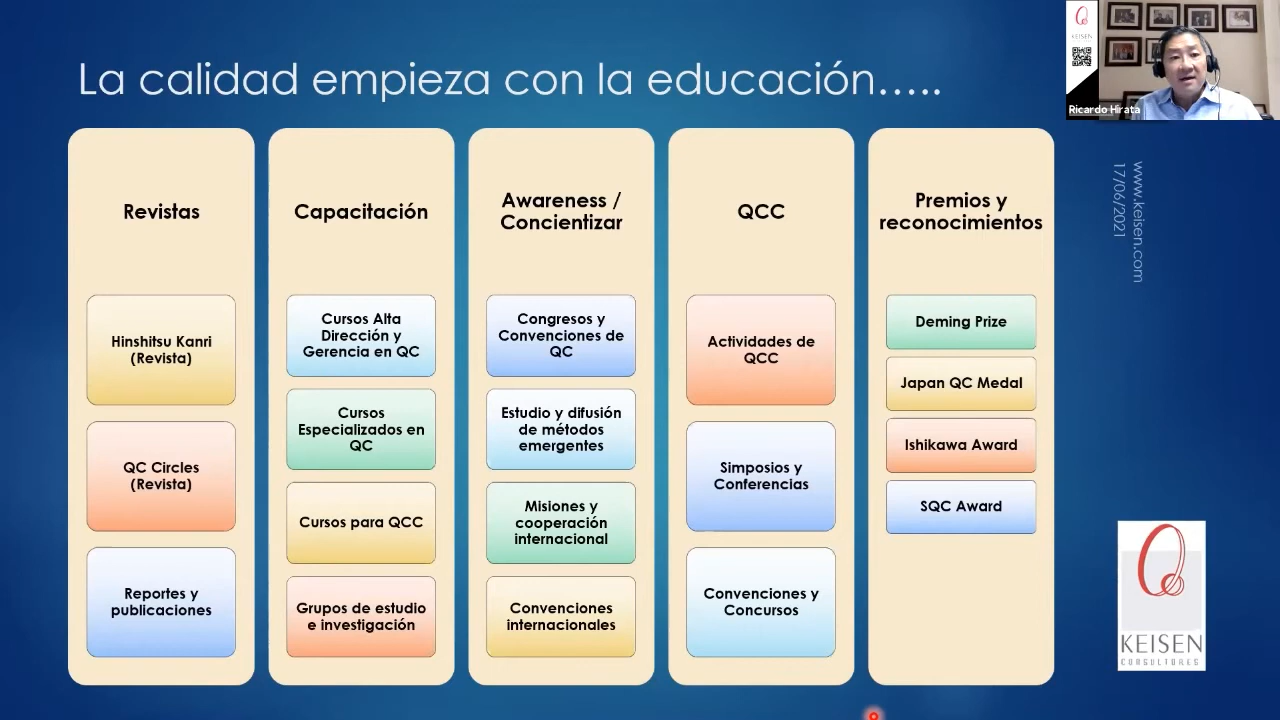 La calidad empieza con la educación.....
KEISEN
Ricardo Hirata
www.keisen.com
17/06/2021
Revistas
Hinshitsu Kanri
(Revista)
QC Circles
(Revista)
Reportes y
publicaciones
Capacitación
Cursos Alta
Dirección y
Gerencia en QC
Cursos
Especializados en
QC
Cursos para QCC
Grupos de estudio
e investigación
Awareness /
Concientizar
Congresos y
Convenciones de
QC
Estudio y difusión
de métodos
emergentes
Misiones y
cooperación
internacional
Convenciones
internacionales
QCC
Actividades de
QCC
Simposios y
Conferencias
Convenciones y
Concursos
Premios y
reconocimientos
Deming Prize
Japan QC Medal
Ishikawa Award
SQC Award
KEISEN
CONSULTORES